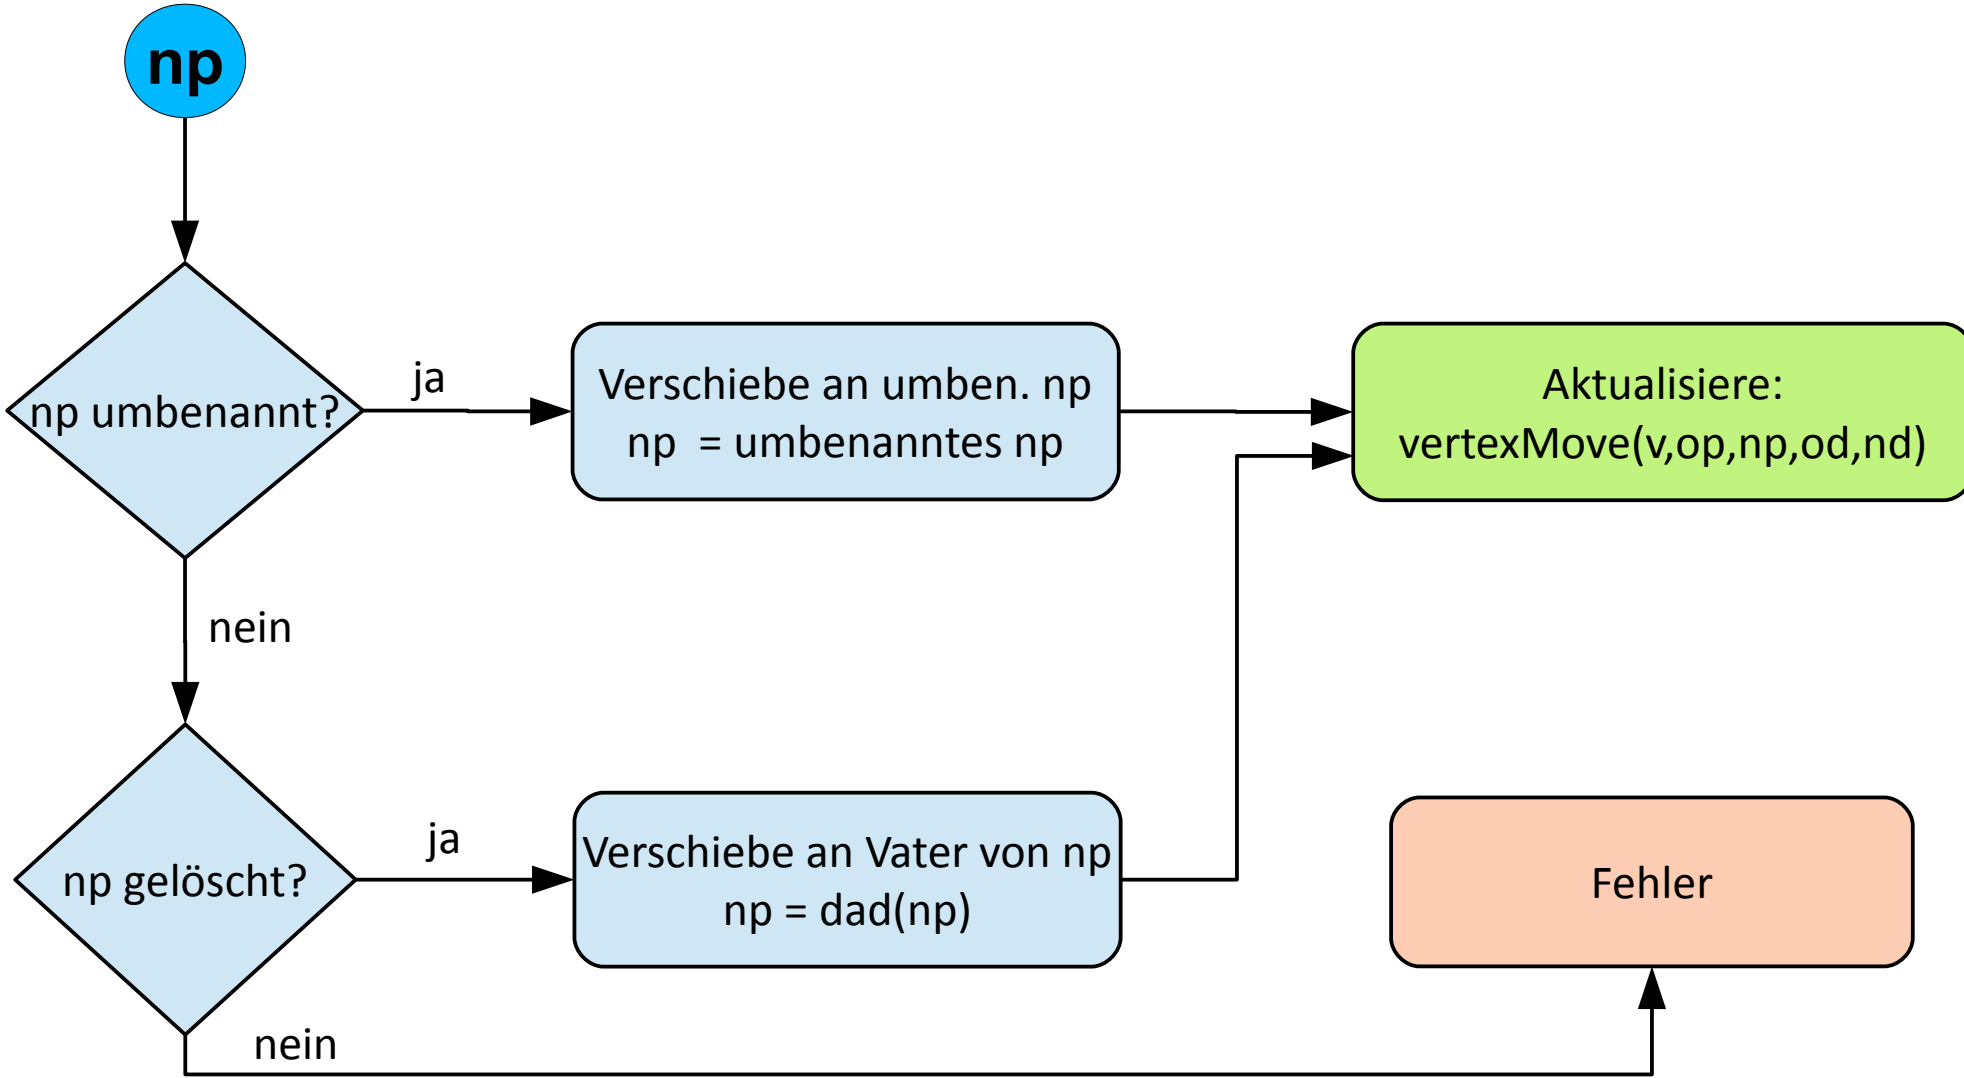 np
np umbenannt?
ja
Verschiebe an umben. np
np = umbenanntes np
Aktualisiere:
vertexMove(v,op,np,od,nd)
nein
np gelöscht?
ja
Verschiebe an Vater von np
np = dad(np)
Fehler
nein